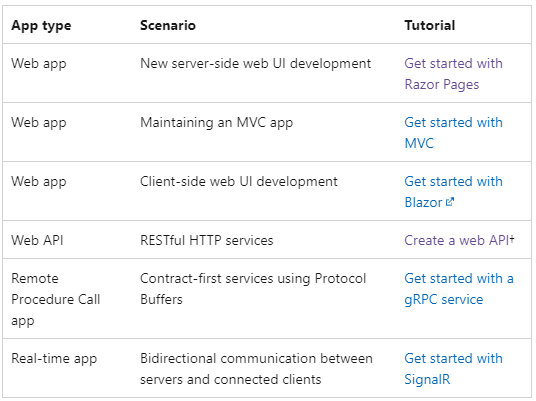 App type Scenario Tutorial
Web app New server-side web UI development Get started with
Razor Pages
Web app Maintaining an MVC app Get started with
MVC
Web app Client-side web UI development Get started with
Blazor
Web API RESTful HTTP services Create a web API†
Remote Contract-first services using Protocol Get started with a
Procedure Call Buffers gRPC service
app
Real-time app Bidirectional communication between Get started with
servers and connected clients SignalR